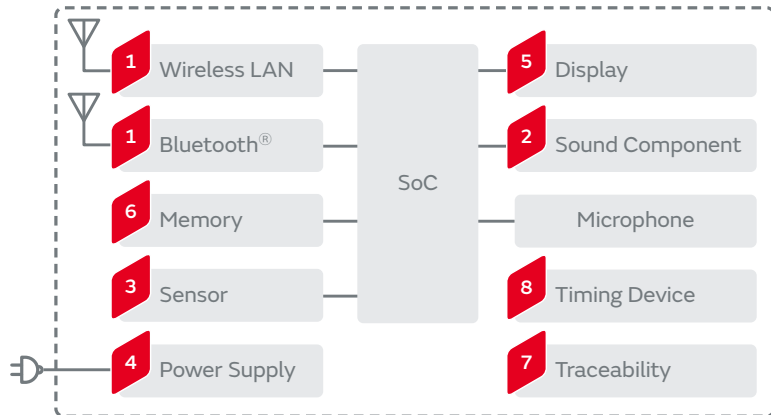 1 Wireless LAN
1 Bluetooth®
6 Memory
3 Sensor
4 Power Supply
SoC
5 Display
2 Sound Component
Microphone
8 Timing Device
7 Traceability